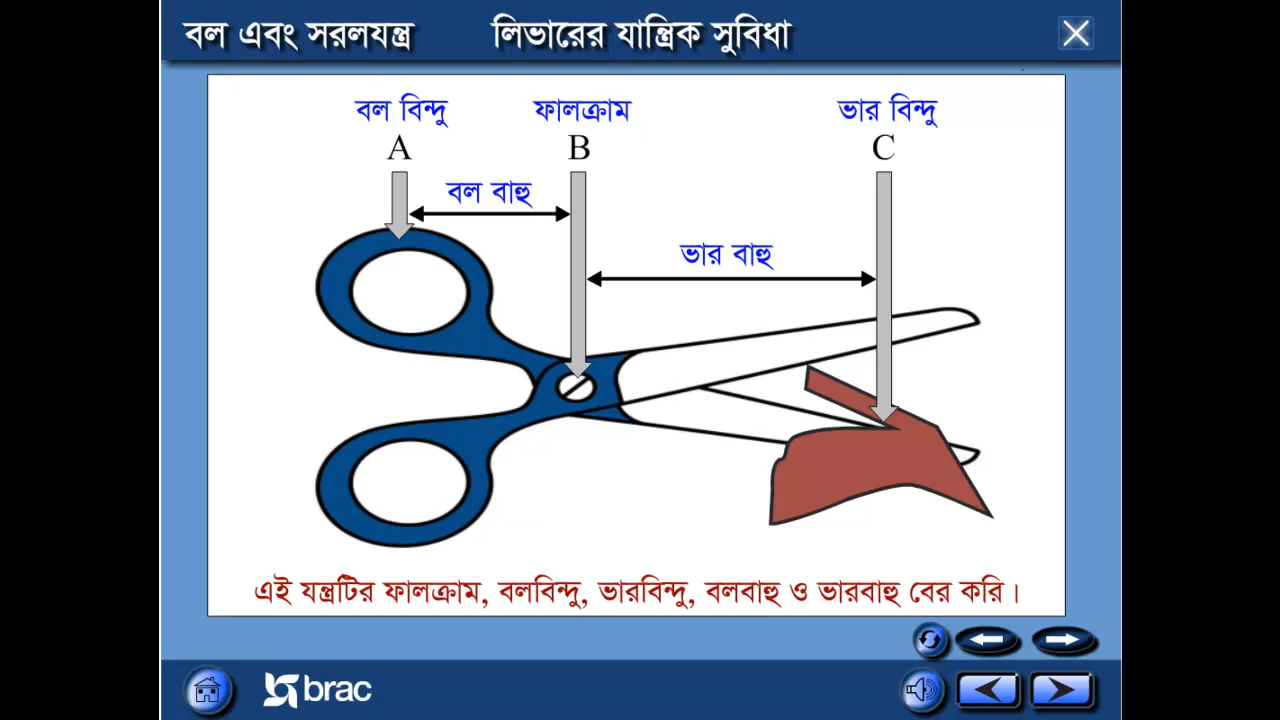 বল এবং সরলযন্ত্র লিভারের যান্ত্রিক সুবিধা
বল বিন্দু ফালক্রাম ভার বিন্দু
A B C
বল বাহু
ভার বাহু
এই যন্ত্রটির ফালক্রাম, বলবিন্দু, ভারবিন্দু, বলবাহু ও ভারবাহু বের করি।
brac